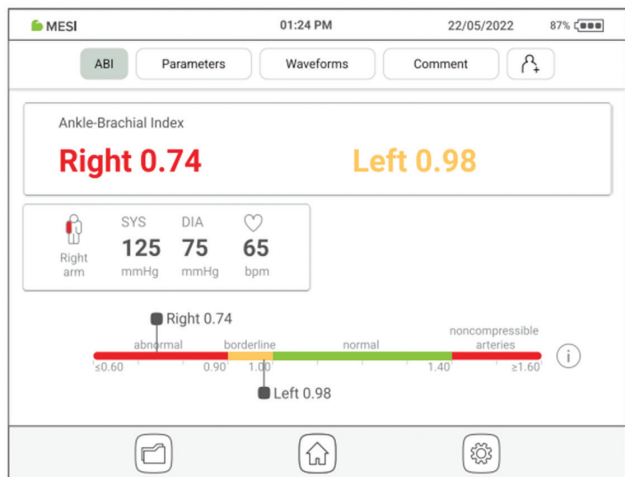 MESI 01:24 PM 22/05/2022 87%
ABI Parameters Waveforms Comment
Ankle-Brachial Index
Right 0.74 Left 0.98
SYS DIA
125 75 65
Right arm mmHg mmHg bpm
Right 0.74
abnormal borderline normal noncompressible arteries
≤0.60 0.90 1.00 1.40 ≥1.60 i
Left 0.98